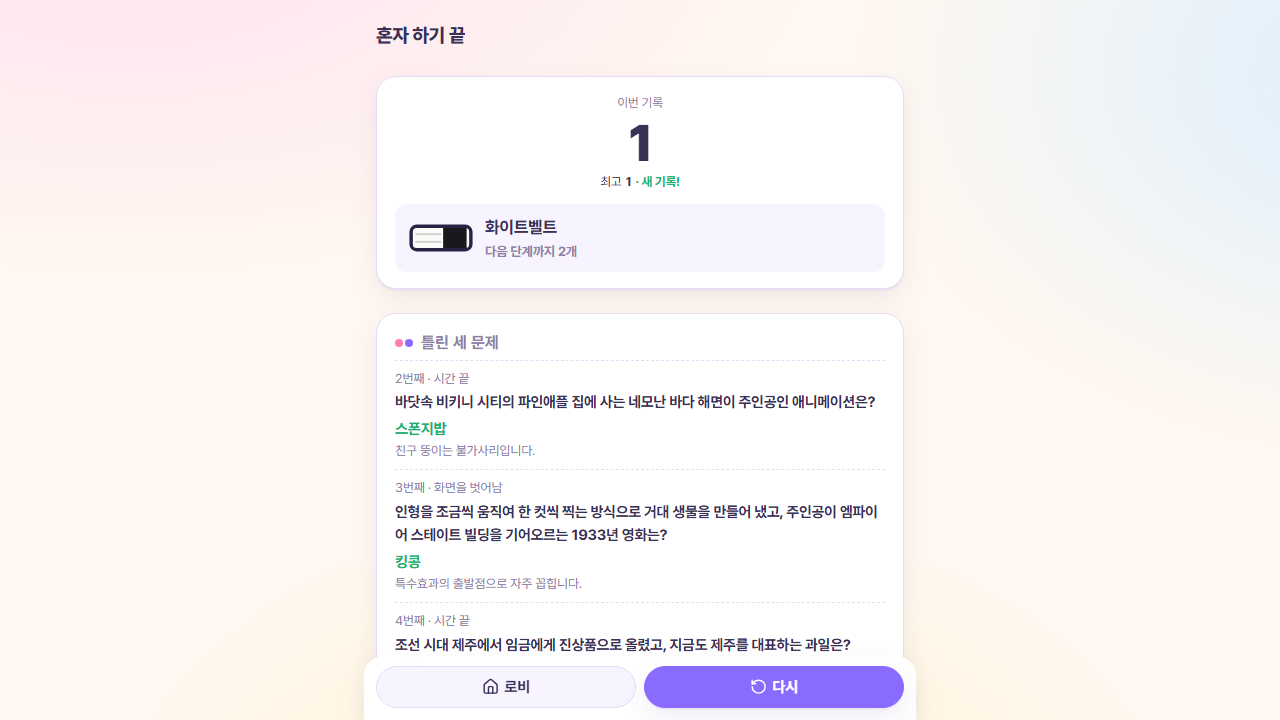 혼자 하기 끝
이번 기록
1
최고 1 · 새 기록!
화이트벨트
다음 단계까지 2개
틀린 세 문제
2번째 · 시간 끝
바닷속 비키니 시티의 파인애플 집에 사는 네모난 바다 해면이 주인공인 애니메이션은?
스폰지밥
친구 뚱이는 불가사리입니다.
3번째 · 화면을 벗어남
인형을 조금씩 움직여 한 컷씩 찍는 방식으로 거대 생물을 만들어 냈고, 주인공이 엠파이
어 스테이트 빌딩을 기어오르는 1933년 영화는?
킹콩
특수효과의 출발점으로 자주 꼽힙니다.
4번째 · 시간 끝
조선 시대 제주에서 임금에게 진상품으로 올렸고, 지금도 제주를 대표하는 과일은?
로비
다시